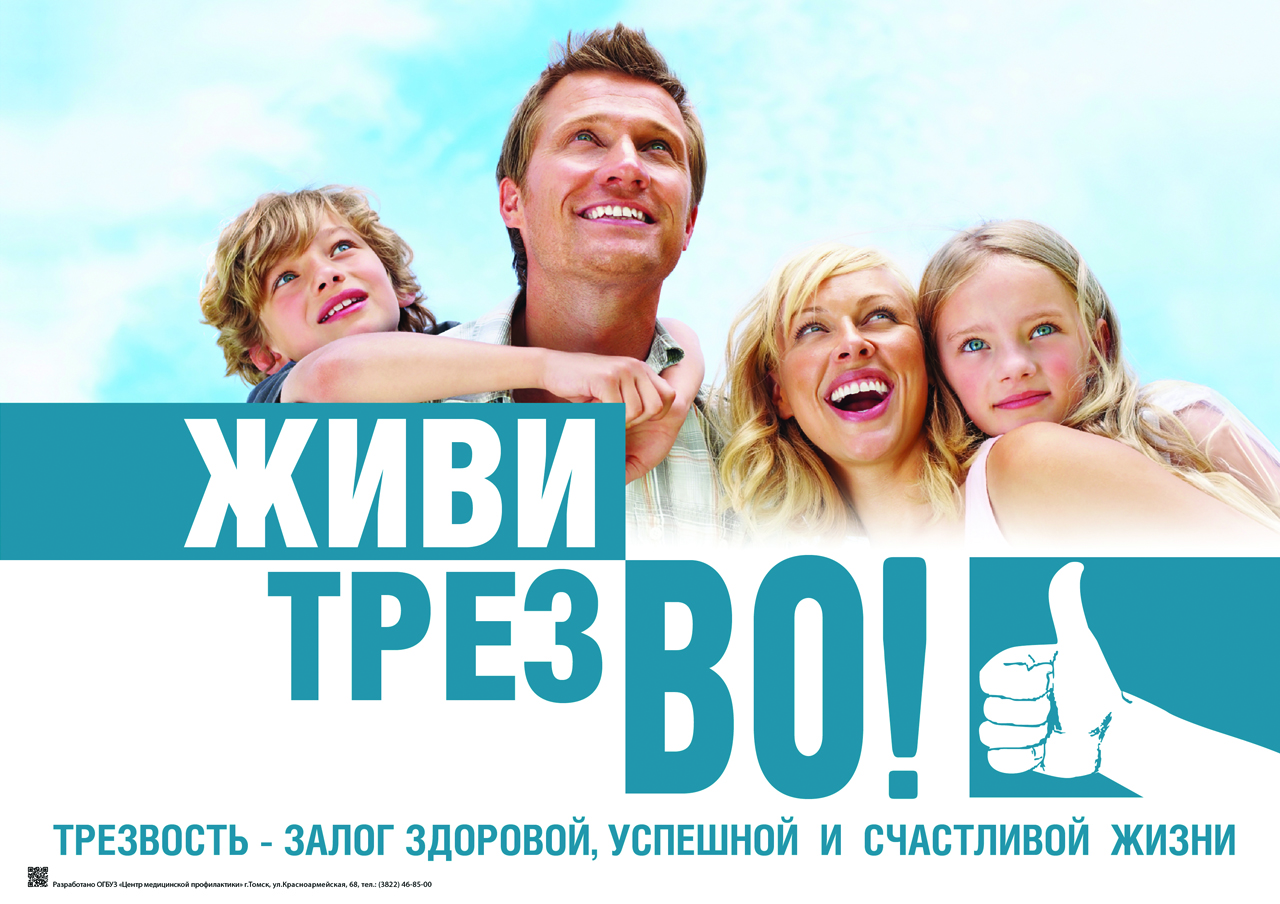 ЖИВИ
ТРЕЗВО!
ТРЕЗВОСТЬ - ЗАЛОГ ЗДОРОВОЙ, УСПЕШНОЙ И СЧАСТЛИВОЙ ЖИЗНИ
Разработано ОГБУЗ «Центр медицинской профилактики» г.Томск, ул.Красноармейская, 68, тел.: (3822) 46-85-00